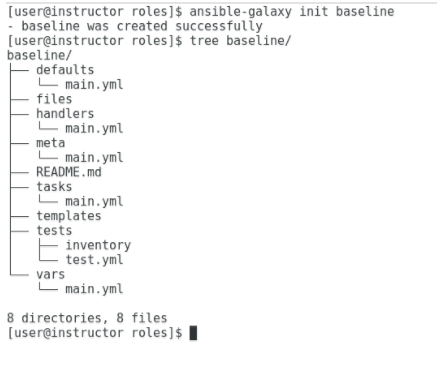 [user@instructor roles]$ ansible-galaxy init baseline
- baseline was created successfully
[user@instructor roles]$ tree baseline/
baseline/
├── defaults
│   └── main.yml
├── files
├── handlers
│   └── main.yml
├── meta
│   └── main.yml
├── README.md
├── tasks
│   └── main.yml
├── templates
├── tests
│   ├── inventory
│   └── test.yml
└── vars
    └── main.yml

8 directories, 8 files
[user@instructor roles]$